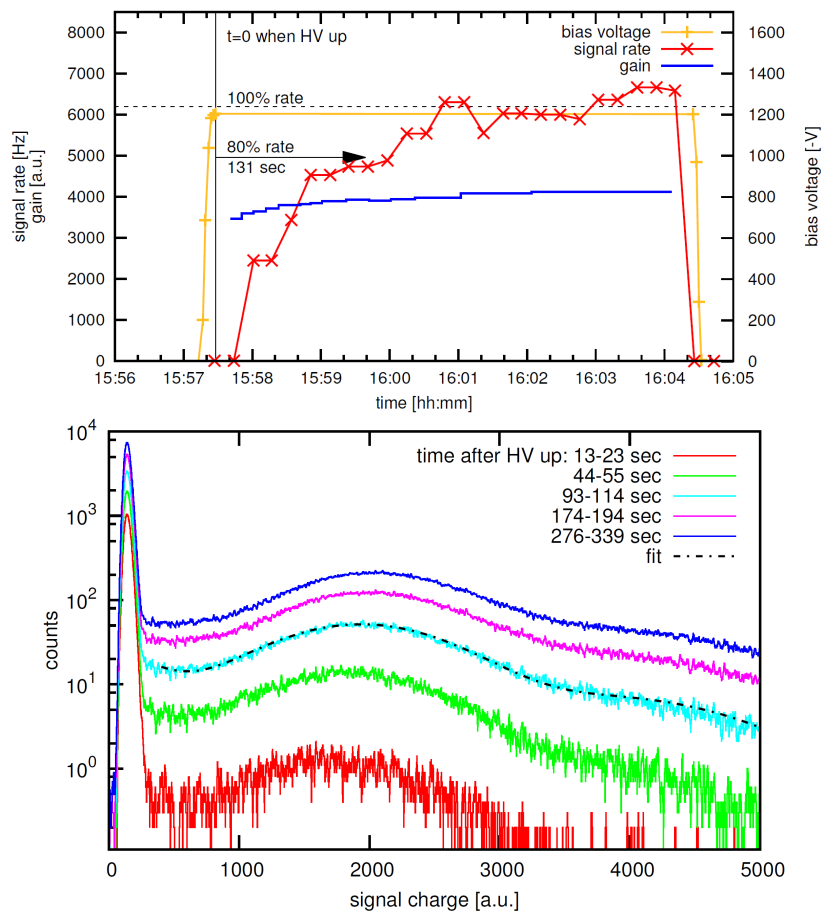 8000
7000
6000
5000
4000
3000
2000
1000
0
signal rate [Hz]
gain [a.u.]
t=0 when HV up
bias voltage
signal rate
gain
100% rate
80% rate
131 sec
1600
1400
1200
1000
800
600
400
200
0
bias voltage [-V]
15:56 15:57 15:58 15:59 16:00 16:01 16:02 16:03 16:04 16:05
time [hh:mm]
10^4
10^3
10^2
10^1
10^0
counts
time after HV up: 13-23 sec
44-55 sec
93-114 sec
174-194 sec
276-339 sec
fit
0 1000 2000 3000 4000 5000
signal charge [a.u.]